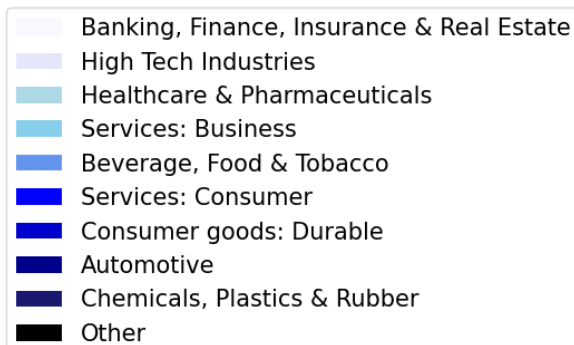 Banking, Finance, Insurance & Real Estate
High Tech Industries
Healthcare & Pharmaceuticals
Services: Business
Beverage, Food & Tobacco
Services: Consumer
Consumer goods: Durable
Automotive
Chemicals, Plastics & Rubber
Other